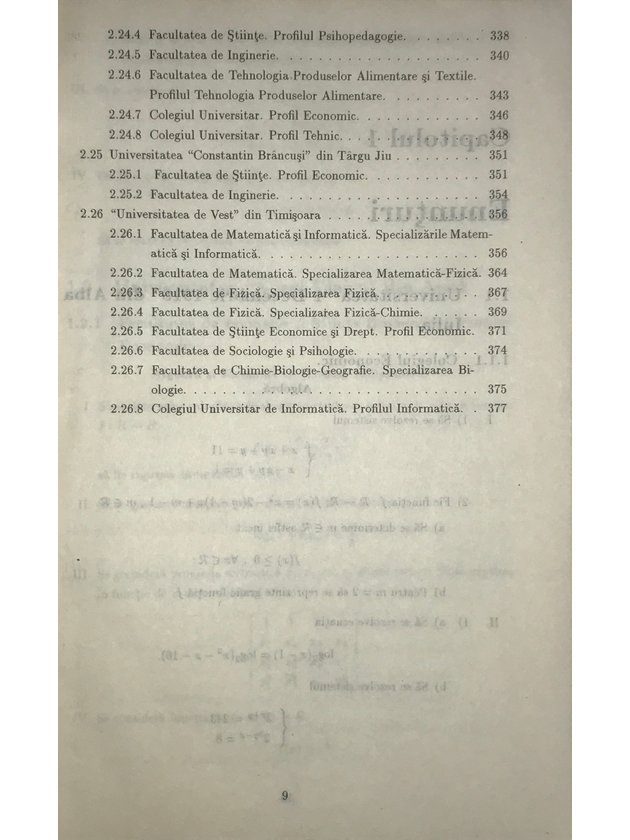 2.24.4 Facultatea de Ştiinţe. Profilul Psihopedagogie. . . . . . . . 338
2.24.5 Facultatea de Inginerie. . . . . . . . . . . . . . . . . . 340
2.24.6 Facultatea de Tehnologia Produselor Alimentare şi Textile.
Profilul Tehnologia Produselor Alimentare. . . . . . . . . . 343
2.24.7 Colegiul Universitar. Profil Economic. . . . . . . . . . . 346
2.24.8 Colegiul Universitar. Profil Tehnic. . . . . . . . . . . . . 348
2.25 Universitatea “Constantin Brâncuşi” din Târgu Jiu . . . . . . . . . 351
2.25.1 Facultatea de Ştiinţe. Profil Economic. . . . . . . . . . . 351
2.25.2 Facultatea de Inginerie. . . . . . . . . . . . . . . . . . 354
2.26 “Universitatea de Vest” din Timişoara . . . . . . . . . . . . . . . 356
2.26.1 Facultatea de Matematică şi Informatică. Specializările Matem-
atică şi Informatică. . . . . . . . . . . . . . . . . . . . 356
2.26.2 Facultatea de Matematică. Specializarea Matematică-Fizică. 364
2.26.3 Facultatea de Fizică. Specializarea Fizică. . . . . . . . . . 367
2.26.4 Facultatea de Fizică. Specializarea Fizică-Chimie. . . . . . . 369
2.26.5 Facultatea de Ştiinţe Economice şi Drept. Profil Economic. 371
2.26.6 Facultatea de Sociologie şi Psihologie. . . . . . . . . . . . 374
2.26.7 Facultatea de Chimie-Biologie-Geografie. Specializarea Bi-
ologie. . . . . . . . . . . . . . . . . . . . . . . . . . . 375
2.26.8 Colegiul Universitar de Informatică. Profilul Informatică. . 377
9